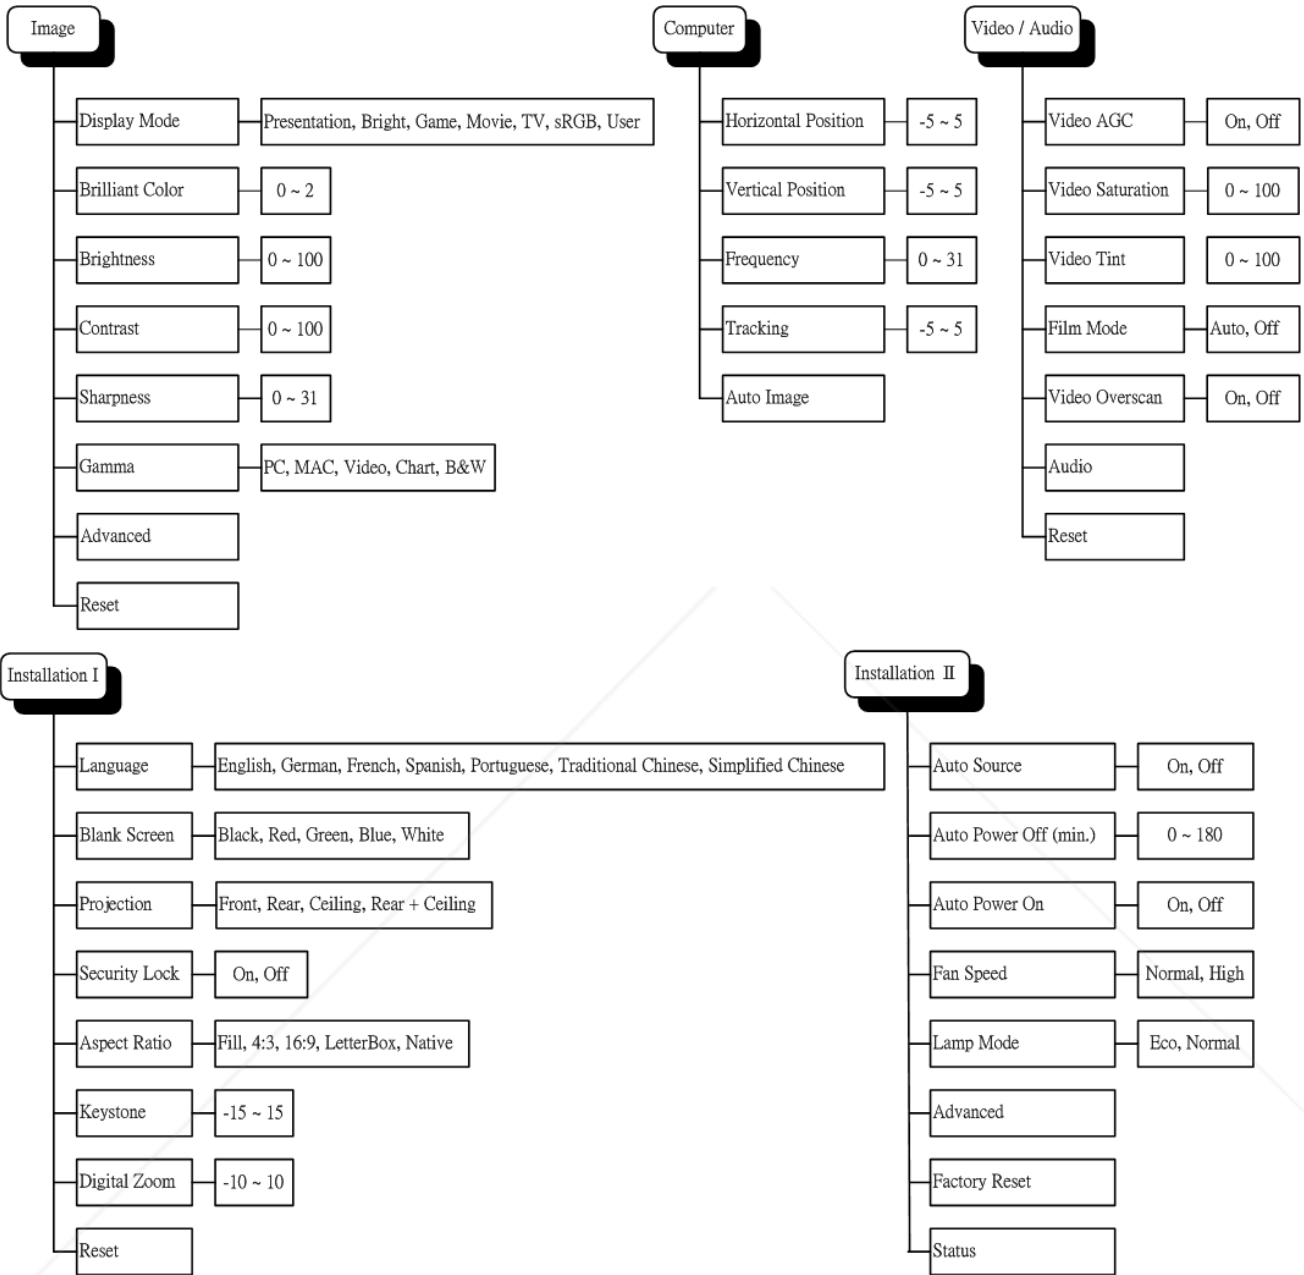 Image
Display Mode
Presentation, Bright, Game, Movie, TV, sRGB, User
Brilliant Color
0 ~ 2
Brightness
0 ~ 100
Contrast
0 ~ 100
Sharpness
0 ~ 31
Gamma
PC, MAC, Video, Chart, B&W
Advanced
Reset
Computer
Horizontal Position
-5 ~ 5
Vertical Position
-5 ~ 5
Frequency
0 ~ 31
Tracking
-5 ~ 5
Auto Image
Video / Audio
Video AGC
On, Off
Video Saturation
0 ~ 100
Video Tint
0 ~ 100
Film Mode
Auto, Off
Video Overscan
On, Off
Audio
Reset
Installation I
Language
English, German, French, Spanish, Portuguese, Traditional Chinese, Simplified Chinese
Blank Screen
Black, Red, Green, Blue, White
Projection
Front, Rear, Ceiling, Rear + Ceiling
Security Lock
On, Off
Aspect Ratio
Fill, 4:3, 16:9, LetterBox, Native
Keystone
-15 ~ 15
Digital Zoom
-10 ~ 10
Reset
Installation II
Auto Source
On, Off
Auto Power Off (min.)
0 ~ 180
Auto Power On
On, Off
Fan Speed
Normal, High
Lamp Mode
Eco, Normal
Advanced
Factory Reset
Status